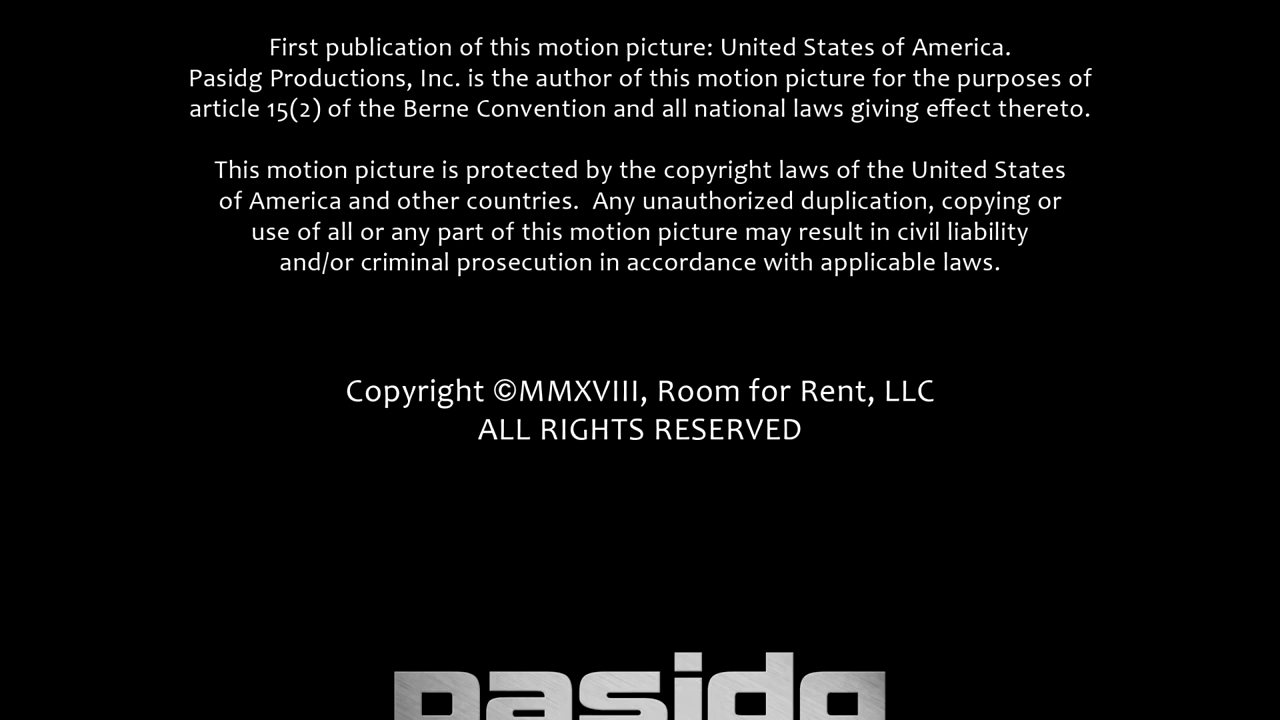 First publication of this motion picture: United States of America.
Pasidg Productions, Inc. is the author of this motion picture for the purposes of
article 15(2) of the Berne Convention and all national laws giving effect thereto.
This motion picture is protected by the copyright laws of the United States
of America and other countries.  Any unauthorized duplication, copying or
use of all or any part of this motion picture may result in civil liability
and/or criminal prosecution in accordance with applicable laws.
Copyright ©MMXVIII, Room for Rent, LLC
ALL RIGHTS RESERVED
pasidg